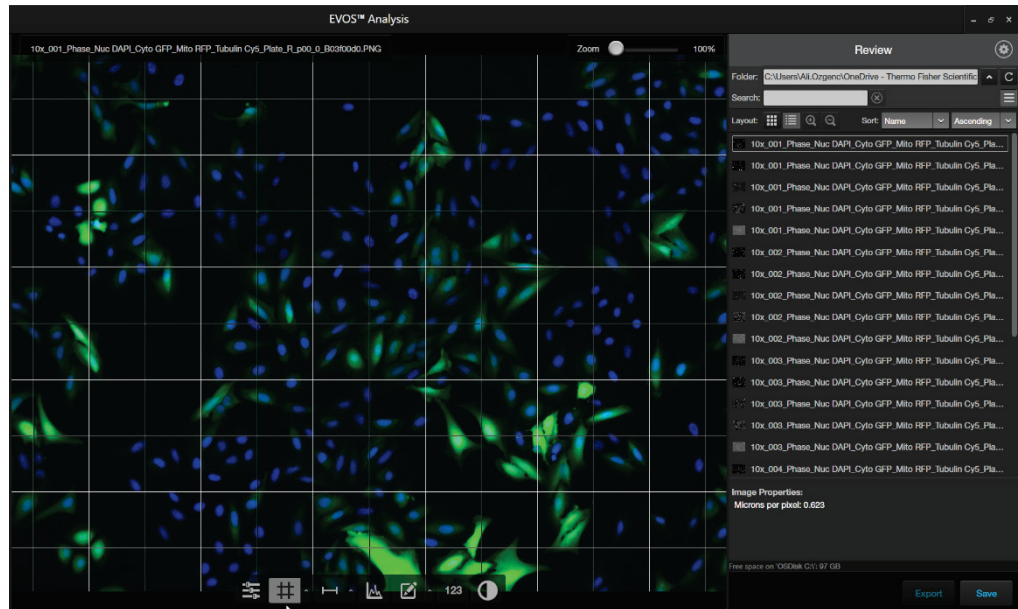 EVOS™ Analysis
10x_001_Phase_Nuc DAPI_Cyto GFP_Mito RFP_Tubulin Cy5_Plate_R_p00_0_B03f00d0.PNG
Zoom 100%
Review
Folder: C:\Users\Ali.Ozgenc\OneDrive - Thermo Fisher Scientific
Search:
Layout: Sort: Name Ascending
10x_001_Phase_Nuc DAPI_Cyto GFP_Mito RFP_Tubulin Cy5_Pla...
10x_001_Phase_Nuc DAPI_Cyto GFP_Mito RFP_Tubulin Cy5_Pla...
10x_001_Phase_Nuc DAPI_Cyto GFP_Mito RFP_Tubulin Cy5_Pla...
10x_001_Phase_Nuc DAPI_Cyto GFP_Mito RFP_Tubulin Cy5_Pla...
10x_001_Phase_Nuc DAPI_Cyto GFP_Mito RFP_Tubulin Cy5_Pla...
10x_002_Phase_Nuc DAPI_Cyto GFP_Mito RFP_Tubulin Cy5_Pla...
10x_002_Phase_Nuc DAPI_Cyto GFP_Mito RFP_Tubulin Cy5_Pla...
10x_002_Phase_Nuc DAPI_Cyto GFP_Mito RFP_Tubulin Cy5_Pla...
10x_002_Phase_Nuc DAPI_Cyto GFP_Mito RFP_Tubulin Cy5_Pla...
10x_002_Phase_Nuc DAPI_Cyto GFP_Mito RFP_Tubulin Cy5_Pla...
10x_003_Phase_Nuc DAPI_Cyto GFP_Mito RFP_Tubulin Cy5_Pla...
10x_003_Phase_Nuc DAPI_Cyto GFP_Mito RFP_Tubulin Cy5_Pla...
10x_003_Phase_Nuc DAPI_Cyto GFP_Mito RFP_Tubulin Cy5_Pla...
10x_003_Phase_Nuc DAPI_Cyto GFP_Mito RFP_Tubulin Cy5_Pla...
10x_003_Phase_Nuc DAPI_Cyto GFP_Mito RFP_Tubulin Cy5_Pla...
10x_004_Phase_Nuc DAPI_Cyto GFP_Mito RFP_Tubulin Cy5_Pla...
Image Properties:
Microns per pixel: 0.623
Free space on 'OSDisk C:\': 97 GB
123
Export Save